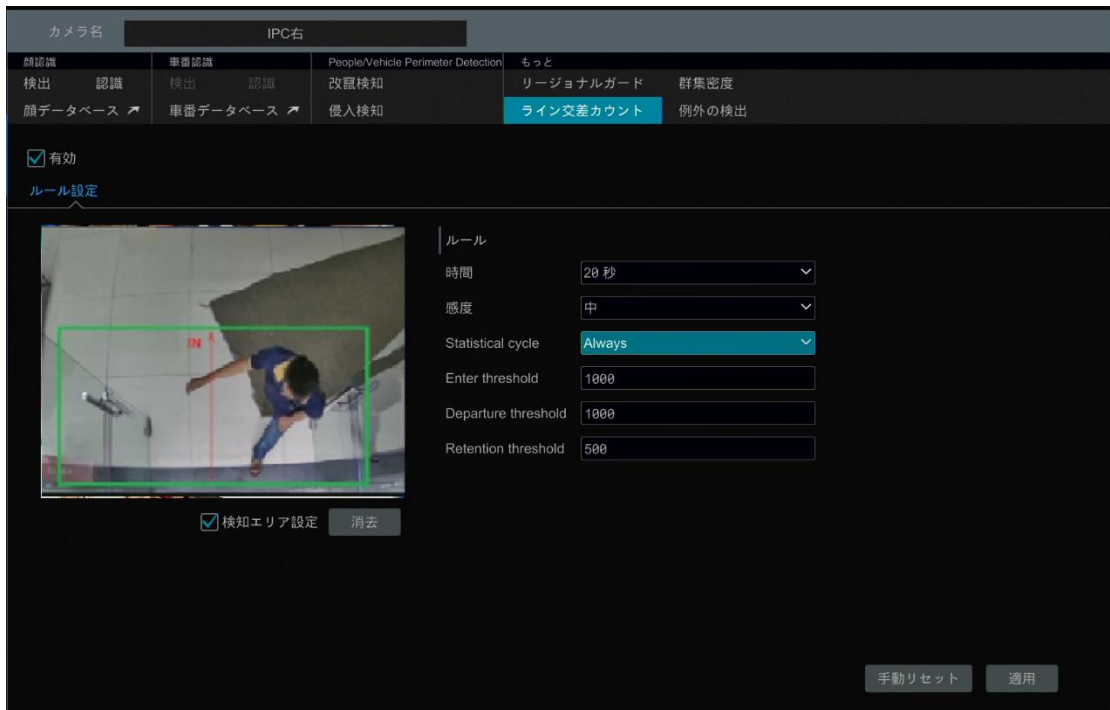 カメラ名 IPC右
顔認識 車番認識 People/Vehicle Perimeter Detection もっと
検出 認識 検出 認識 改竄検知 リージョナルガード 群集密度
顔データベース 車番データベース 侵入検知 ライン交差カウント 例外の検出
有効
ルール設定
ルール
時間 20 秒
感度 中
IN
Statistical cycle Always
Enter threshold 1000
Departure threshold 1000
Retention threshold 500
検知エリア設定 消去
手動リセット 適用